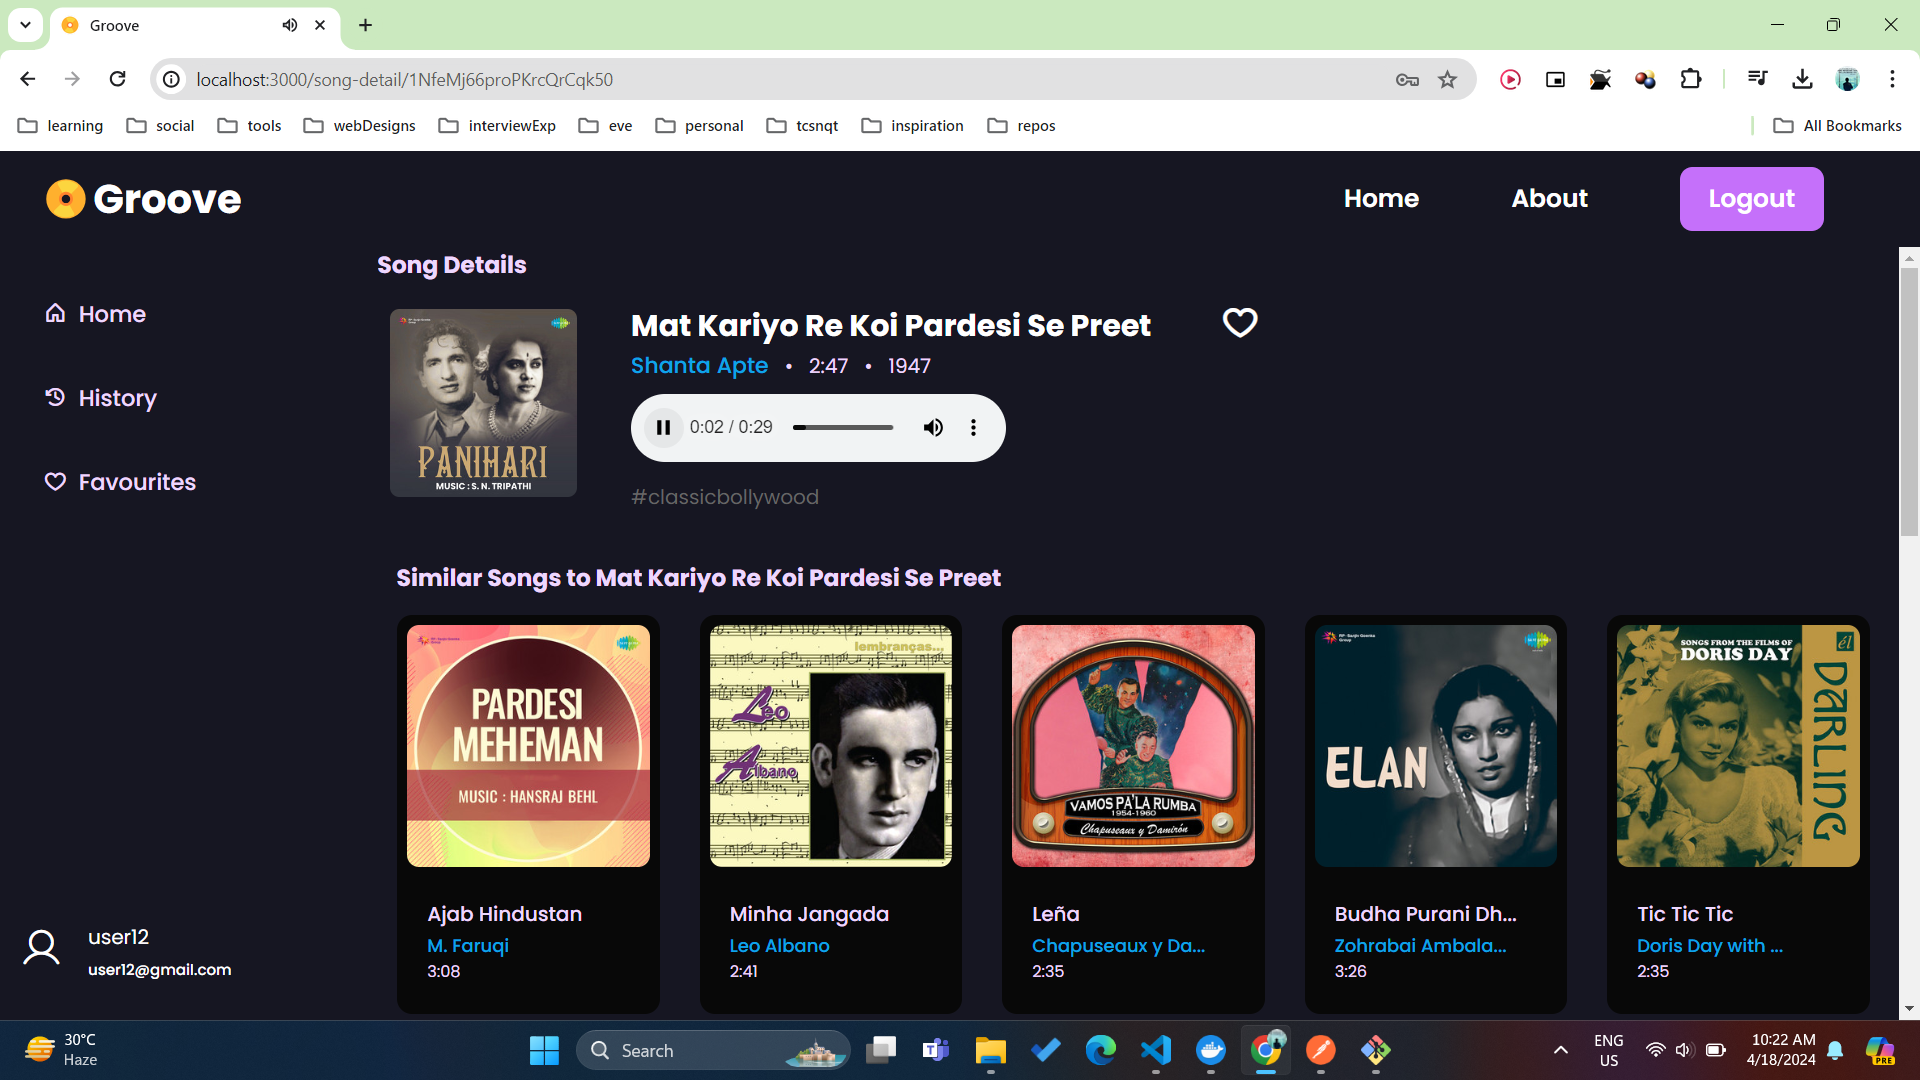 Groove
localhost:3000/song-detail/1NfeMj66proPKrcQrCqk50
learning social tools webDesigns interviewExp eve personal tcsnqt inspiration repos All Bookmarks
Groove Home About Logout
Home
History
Favourites
user12
user12@gmail.com
Song Details
PANIHARI
MUSIC : S. N. TRIPATHI
Mat Kariyo Re Koi Pardesi Se Preet
Shanta Apte • 2:47 • 1947
0:02 / 0:29
#classicbollywood
Similar Songs to Mat Kariyo Re Koi Pardesi Se Preet
PARDESI
MEHEMAN
MUSIC : HANSRAJ BEHL
Ajab Hindustan
M. Faruqi
3:08
lembranças...
Leo
Albano
Minha Jangada
Leo Albano
2:41
VAMOS PA'LA RUMBA
1954-1960
Chapuseaux y Damirón
Leña
Chapuseaux y Da...
2:35
ELAN
Budha Purani Dh...
Zohrabai Ambala...
3:26
SONGS FROM THE FILMS OF
DORIS DAY
él
DARLING
Tic Tic Tic
Doris Day with ...
2:35
30°C
Haze
Search
ENG
US
10:22 AM
4/18/2024
PRE